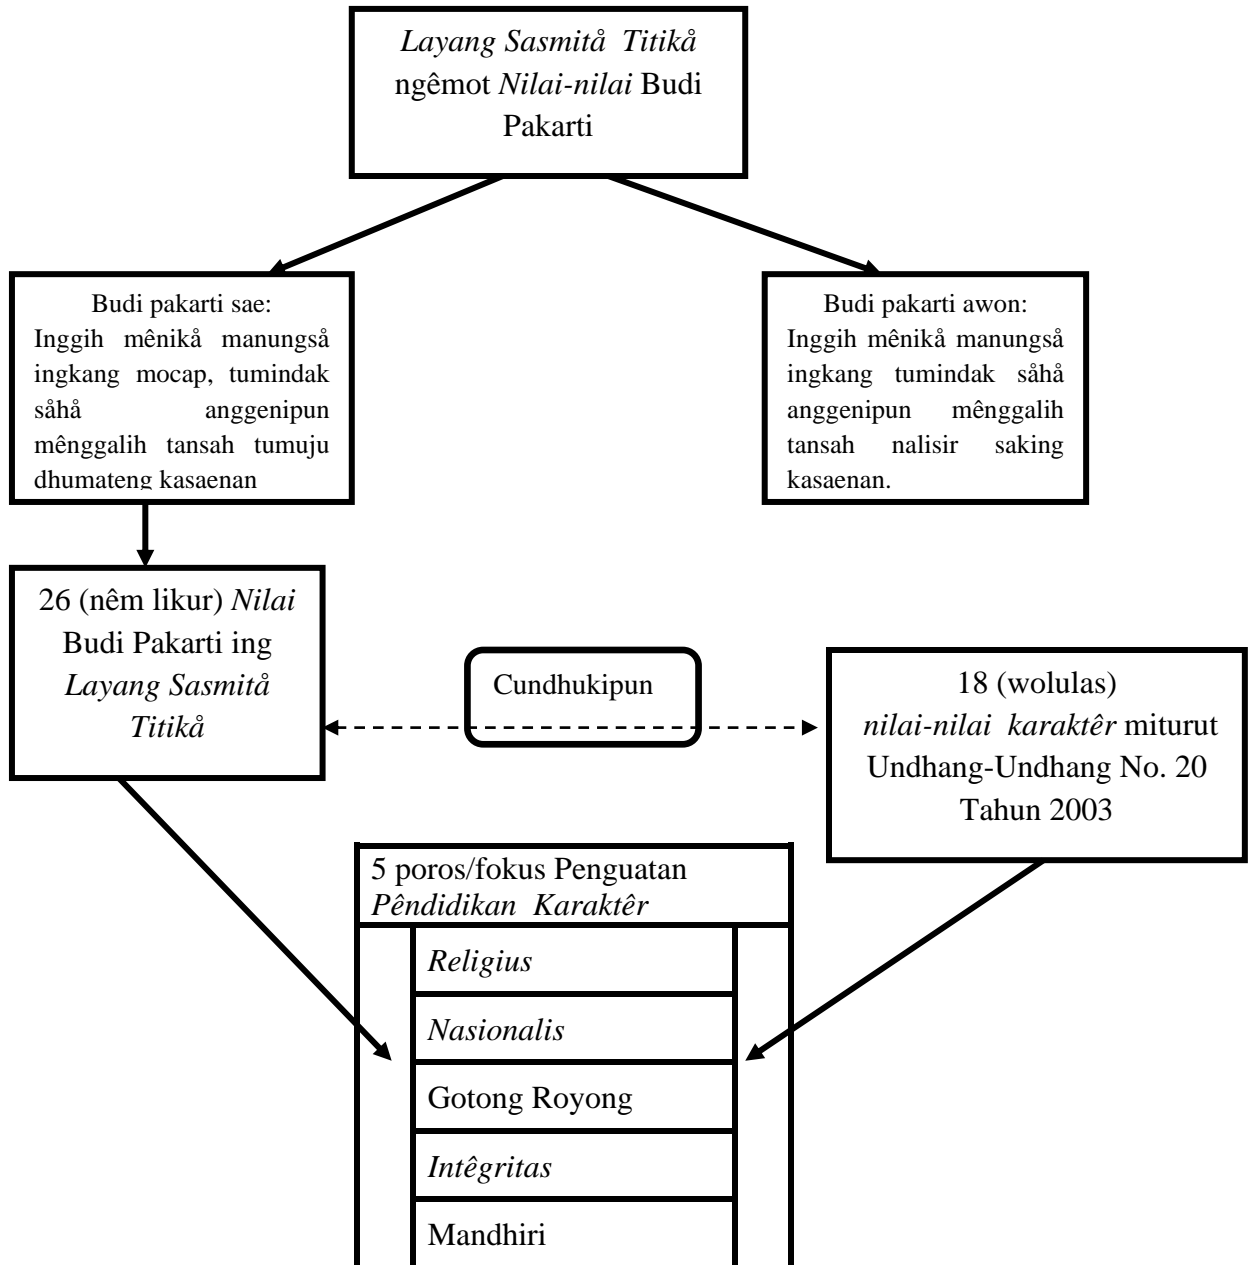 Layang Sasmitå Titikå
ngêmot Nilai-nilai Budi
Pakarti
Budi pakarti sae:
Inggih mênikå manungså
ingkang mocap, tumindak
såhå anggenipun
mênggalih tansah tumuju
dhumateng kasaenan
Budi pakarti awon:
Inggih mênikå manungså
ingkang tumindak såhå
anggenipun mênggalih
tansah nalisir saking
kasaenan.
26 (nêm likur) Nilai
Budi Pakarti ing
Layang Sasmitå
Titikå
Cundhukipun
18 (wolulas)
nilai-nilai karaktêr miturut
Undhang-Undhang No. 20
Tahun 2003
5 poros/fokus Penguatan
Pêndidikan Karaktêr
Religius
Nasionalis
Gotong Royong
Intêgritas
Mandhiri